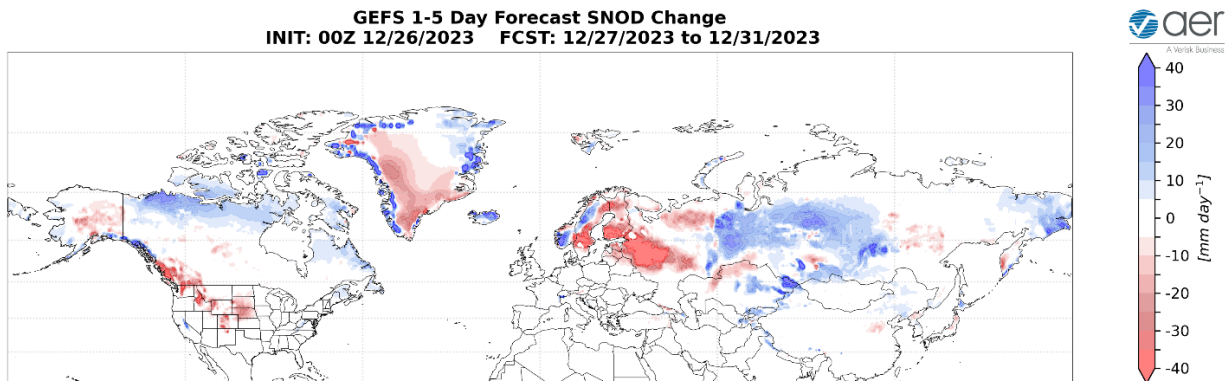 GEFS 1-5 Day Forecast SNOD Change
INIT: 00Z 12/26/2023    FCST: 12/27/2023 to 12/31/2023
aer
A Verisk Business
40
30
20
10
0
-10
-20
-30
-40
[mm day⁻¹]